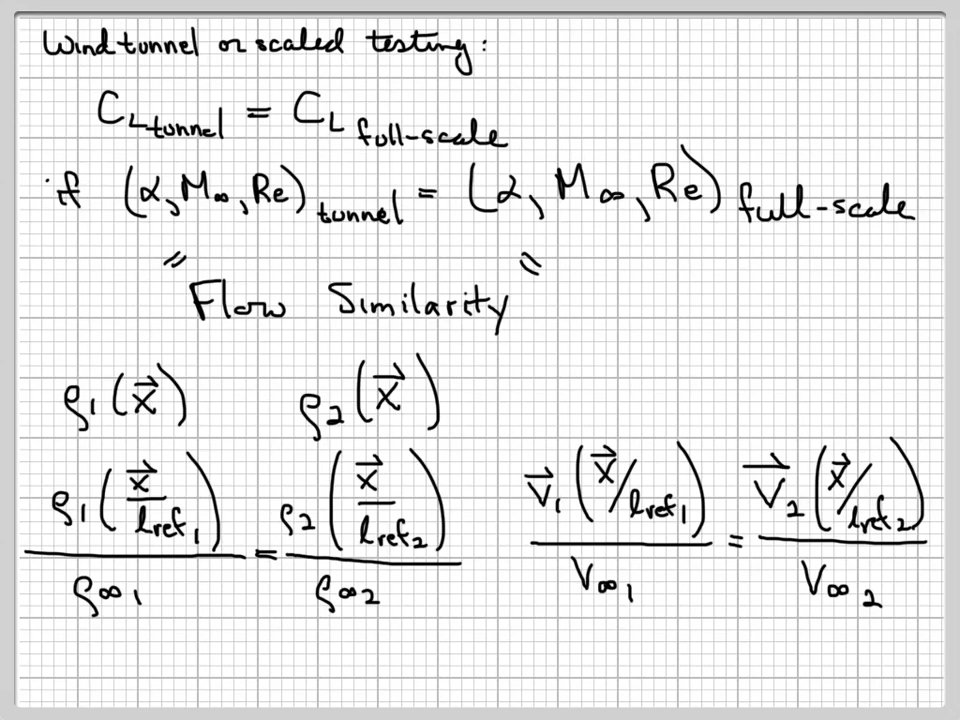 Wind tunnel or scaled testing:
C_L tunnel = C_L full-scale
if (α, M∞, Re) tunnel = (α, M∞, Re) full-scale
"Flow Similarity"
ρ1(x⃗) ρ2(x⃗)
ρ1(x⃗/lref1)/ρ∞1 = ρ2(x⃗/lref2)/ρ∞2 V⃗1(x⃗/lref1)/V∞1 = V⃗2(x⃗/lref2)/V∞2